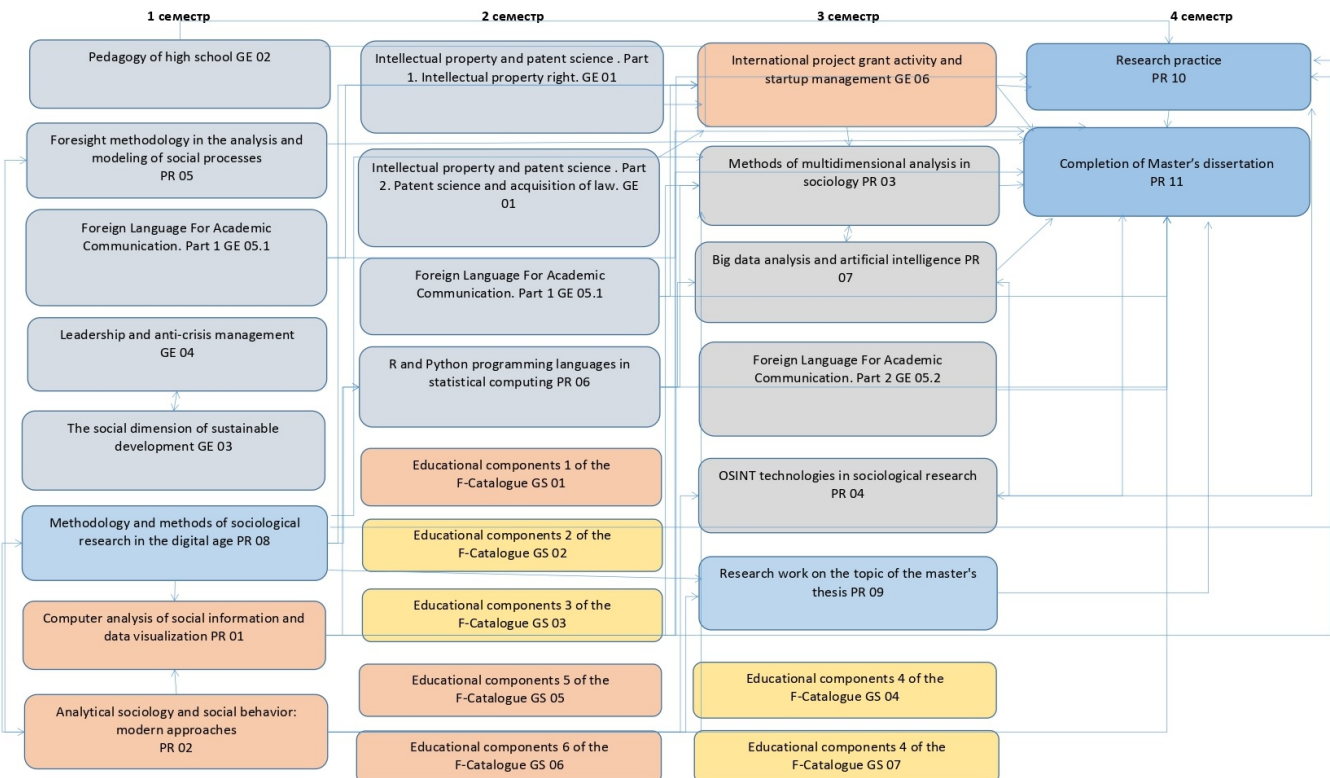 1 семестр
2 семестр
3 семестр
4 семестр
Pedagogy of high school GE 02
Foresight methodology in the analysis and
modeling of social processes
PR 05
Foreign Language For Academic
Communication. Part 1 GE 05.1
Leadership and anti-crisis management
GE 04
The social dimension of sustainable
development GE 03
Methodology and methods of sociological
research in the digital age PR 08
Computer analysis of social information and
data visualization PR 01
Analytical sociology and social behavior:
modern approaches
PR 02
Intellectual property and patent science . Part
1. Intellectual property right. GE 01
Intellectual property and patent science . Part
2. Patent science and acquisition of law. GE
01
Foreign Language For Academic
Communication. Part 1 GE 05.1
R and Python programming languages in
statistical computing PR 06
Educational components 1 of the
F-Catalogue GS 01
Educational components 2 of the
F-Catalogue GS 02
Educational components 3 of the
F-Catalogue GS 03
Educational components 5 of the
F-Catalogue GS 05
Educational components 6 of the
F-Catalogue GS 06
International project grant activity and
startup management GE 06
Methods of multidimensional analysis in
sociology PR 03
Big data analysis and artificial intelligence PR
07
Foreign Language For Academic
Communication. Part 2 GE 05.2
OSINT technologies in sociological research
PR 04
Research work on the topic of the master's
thesis PR 09
Educational components 4 of the
F-Catalogue GS 04
Educational components 4 of the
F-Catalogue GS 07
Research practice
PR 10
Completion of Master’s dissertation
PR 11